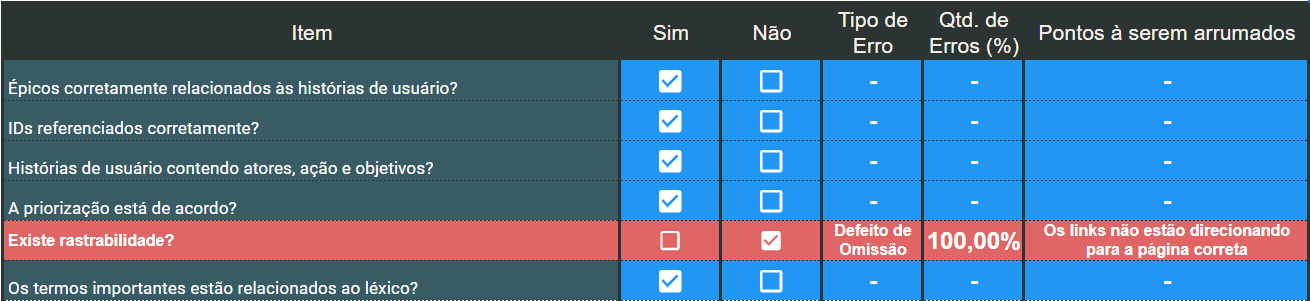 Item Sim Não Tipo de Erro Qtd. de Erros (%) Pontos à serem arrumados
Épicos corretamente relacionados às histórias de usuário? - - -
IDs referenciados corretamente? - - -
Histórias de usuário contendo atores, ação e objetivos? - - -
A priorização está de acordo? - - -
Existe rastrabilidade? Defeito de Omissão 100,00% Os links não estão direcionando para a página correta
Os termos importantes estão relacionados ao léxico? - - -